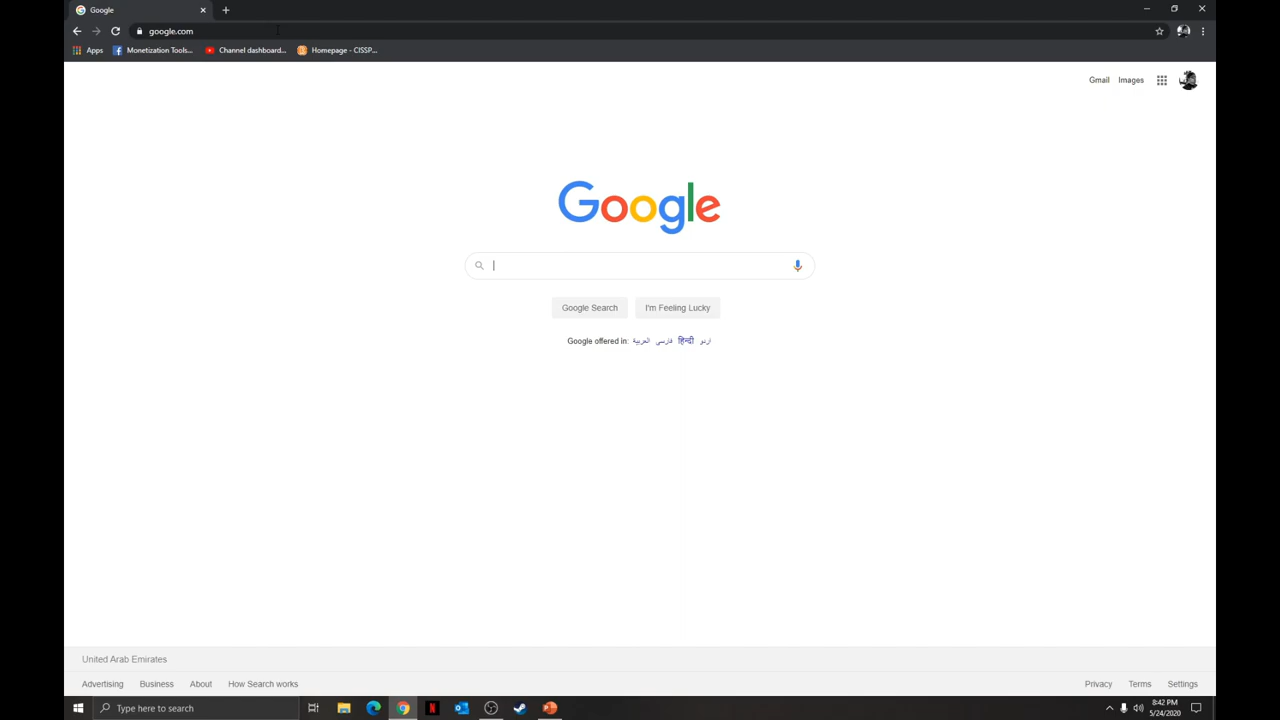 Google
google.com
Apps Monetization Tools... Channel dashboard... Homepage - CISSP...
Gmail Images
Google
Google Search I'm Feeling Lucky
Google offered in: العربية فارسی हिन्दी اردو
United Arab Emirates
Advertising Business About How Search works Privacy Terms Settings
Type here to search
8:42 PM
5/24/2020